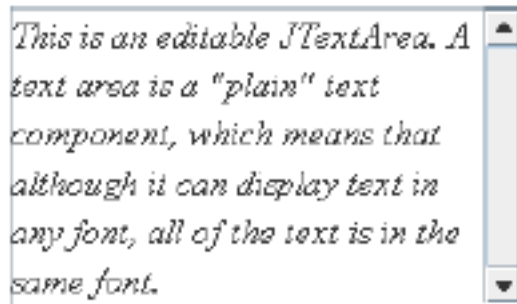 This is an editable JTextArea. A
text area is a "plain" text
component, which means that
although it can display text in
any font, all of the text is in the
same font.